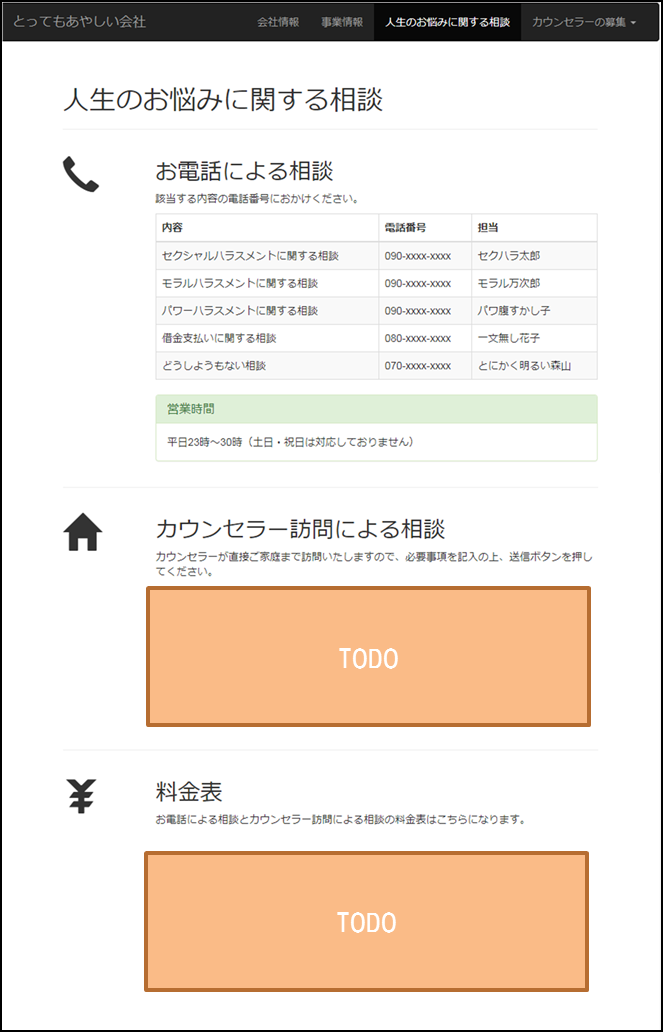 とってもあやしい会社 会社情報 事業情報 人生のお悩みに関する相談 カウンセラーの募集
人生のお悩みに関する相談
お電話による相談
該当する内容の電話番号におかけください。
内容 電話番号 担当
セクシャルハラスメントに関する相談 090-xxxx-xxxx セクハラ太郎
モラルハラスメントに関する相談 090-xxxx-xxxx モラル万次郎
パワーハラスメントに関する相談 090-xxxx-xxxx パワ腹すかし子
借金支払いに関する相談 080-xxxx-xxxx 一文無し花子
どうしようもない相談 070-xxxx-xxxx とにかく明るい森山
営業時間
平日23時～30時（土日・祝日は対応しておりません）
カウンセラー訪問による相談
カウンセラーが直接ご家庭まで訪問いたしますので、必要事項を記入の上、送信ボタンを押し
てください。
TODO
料金表
お電話による相談とカウンセラー訪問による相談の料金表はこちらになります。
TODO